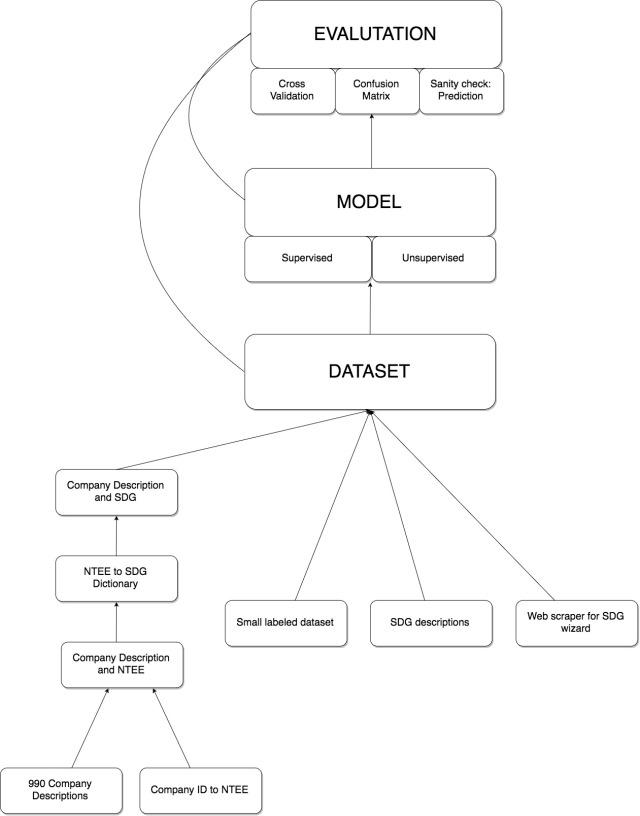 EVALUTATION
Cross
Validation
Confusion
Matrix
Sanity check:
Prediction
MODEL
Supervised
Unsupervised
DATASET
Company Description
and SDG
NTEE to SDG
Dictionary
Small labeled dataset
SDG descriptions
Web scraper for SDG
wizard
Company Description
and NTEE
990 Company
Descriptions
Company ID to NTEE